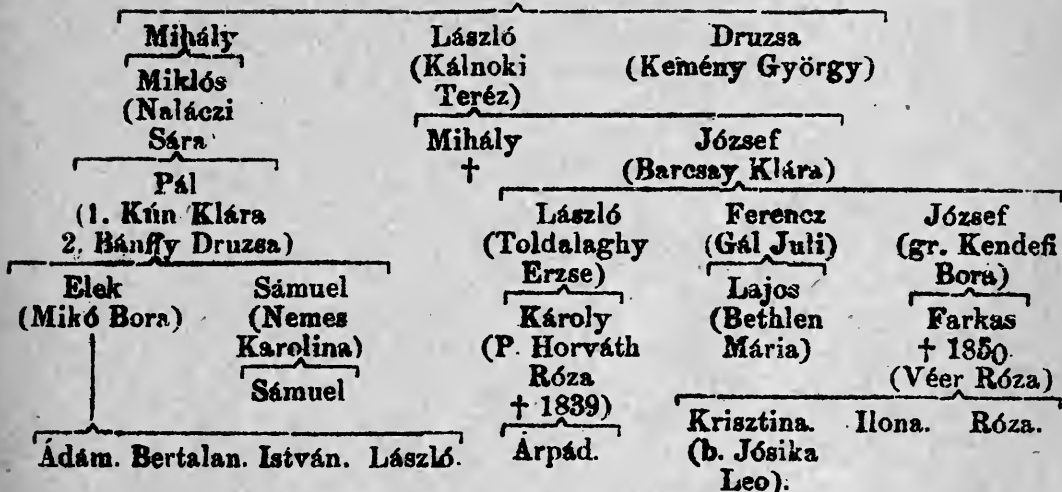 Mihály László Druzsa
Miklós (Kálnoki (Kemény György)
(Naláczi Teréz)
Sára Mihály József
Pál † (Barcsay Klára)
(1. Kún Klára László Ferencz József
2. Bánffy Druzsa) (Toldalaghy (Gál Juli) (gr. Kendefi
Elek Sámuel Erzse) Lajos Bora)
(Mikó Bora) (Nemes Károly (Bethlen Farkas
Karolina) (P. Horváth Mária) † 1850.
Sámuel Róza (Véer Róza)
† 1839) Krisztina. Ilona. Róza.
Ádám. Bertalan. István. László. Árpád. (b. Jósika
Leo).